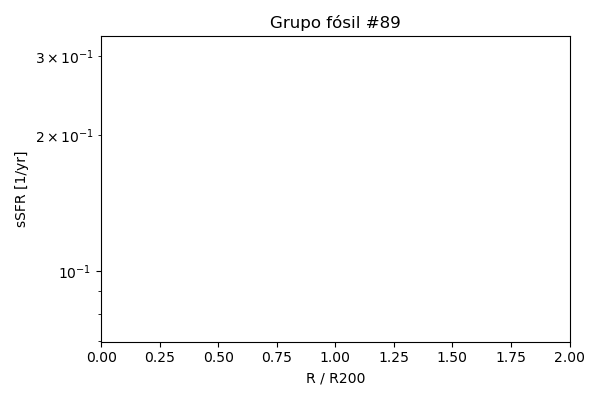 Grupo fósil #89
3 × 10⁻¹
2 × 10⁻¹
10⁻¹
sSFR [1/yr]
0.00 0.25 0.50 0.75 1.00 1.25 1.50 1.75 2.00
R / R200